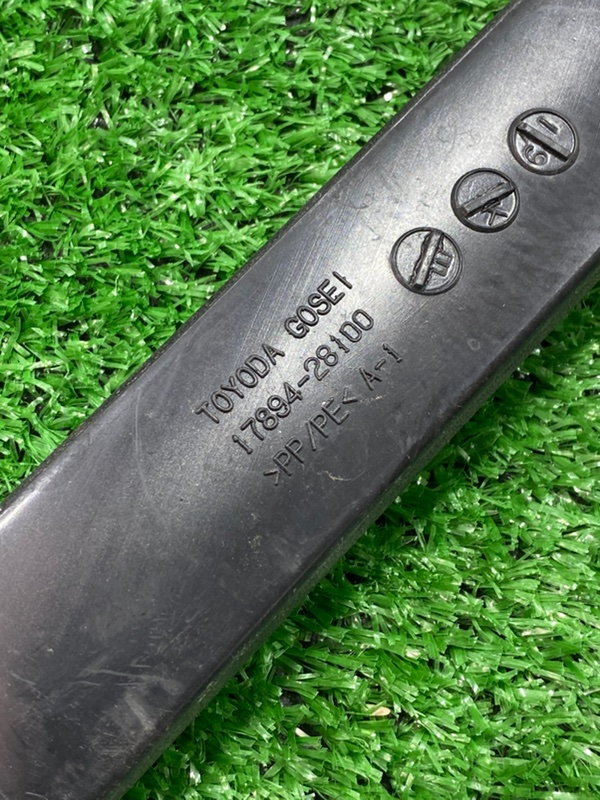 TOYODA GOSEI
17894-28100
>PP/PE< A-1